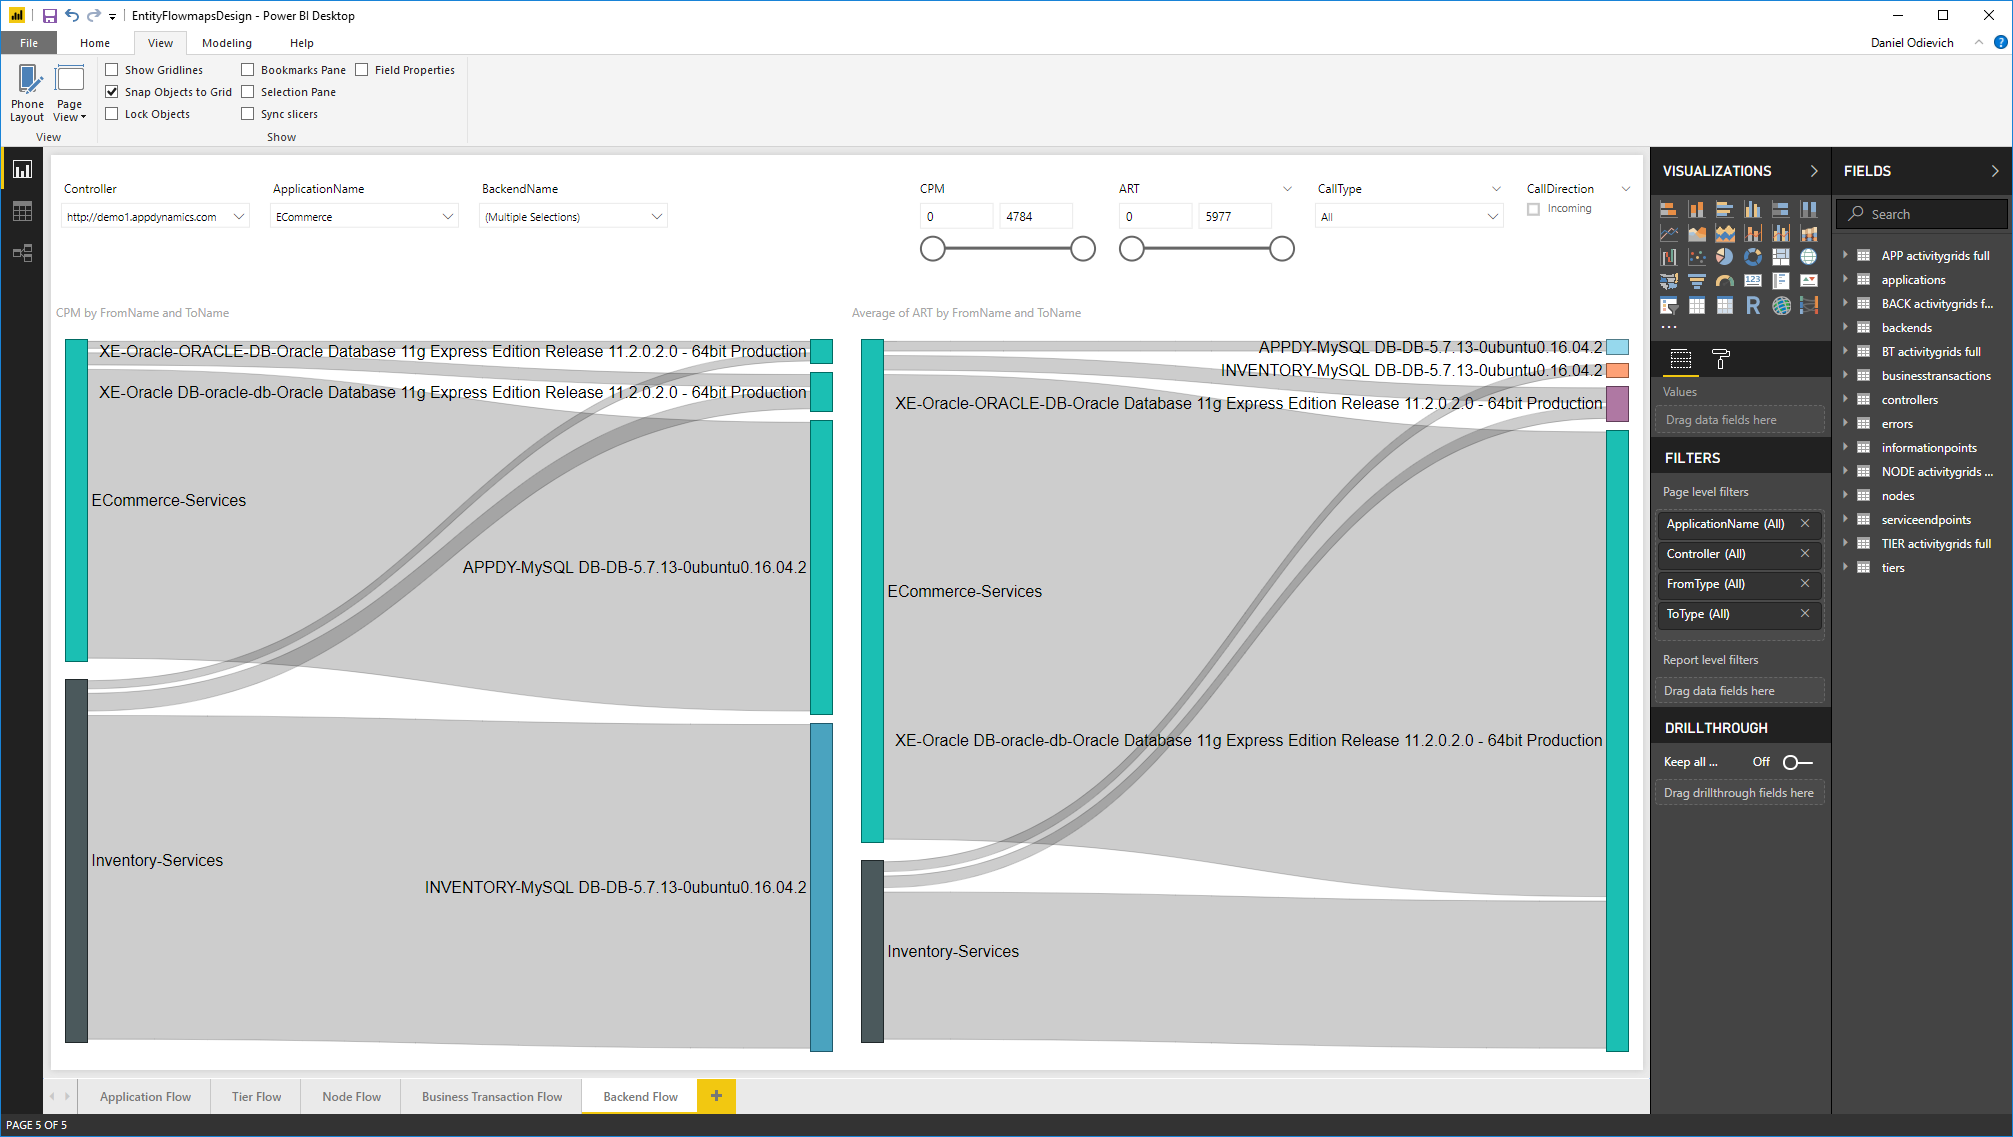 EntityFlowmapsDesign - Power BI Desktop
File Home View Modeling Help
Daniel Odievich
?
Phone Layout
Page View
Show Gridlines
Snap Objects to Grid
Lock Objects
Bookmarks Pane
Selection Pane
Sync slicers
Field Properties
View
Show
Controller
http://demo1.appdynamics.com
ApplicationName
ECommerce
BackendName
(Multiple Selections)
CPM
0 4784
ART
0 5977
CallType
All
CallDirection
Incoming
CPM by FromName and ToName
XE-Oracle-ORACLE-DB-Oracle Database 11g Express Edition Release 11.2.0.2.0 - 64bit Production
XE-Oracle DB-oracle-db-Oracle Database 11g Express Edition Release 11.2.0.2.0 - 64bit Production
ECommerce-Services
APPDY-MySQL DB-DB-5.7.13-0ubuntu0.16.04.2
Inventory-Services
INVENTORY-MySQL DB-DB-5.7.13-0ubuntu0.16.04.2
Average of ART by FromName and ToName
APPDY-MySQL DB-DB-5.7.13-0ubuntu0.16.04.2
INVENTORY-MySQL DB-DB-5.7.13-0ubuntu0.16.04.2
XE-Oracle-ORACLE-DB-Oracle Database 11g Express Edition Release 11.2.0.2.0 - 64bit Production
ECommerce-Services
XE-Oracle DB-oracle-db-Oracle Database 11g Express Edition Release 11.2.0.2.0 - 64bit Production
Inventory-Services
VISUALIZATIONS
123
R
...
Values
Drag data fields here
FILTERS
Page level filters
ApplicationName (All)
Controller (All)
FromType (All)
ToType (All)
Report level filters
Drag data fields here
DRILLTHROUGH
Keep all ... Off
Drag drillthrough fields here
FIELDS
Search
APP activitygrids full
applications
BACK activitygrids f...
backends
BT activitygrids full
businesstransactions
controllers
errors
informationpoints
NODE activitygrids ...
nodes
serviceendpoints
TIER activitygrids full
tiers
Application Flow Tier Flow Node Flow Business Transaction Flow Backend Flow +
PAGE 5 OF 5